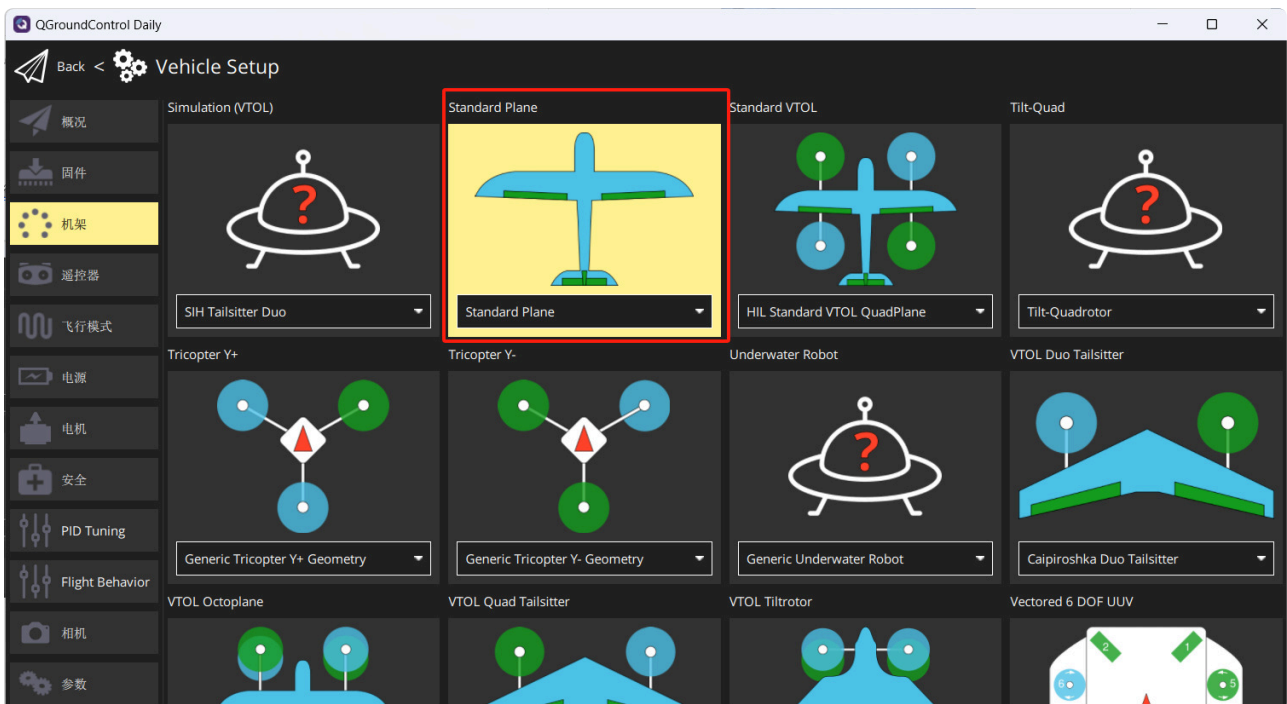 QGroundControl Daily
Back < Vehicle Setup
概况
固件
机架
遥控器
飞行模式
电源
电机
安全
PID Tuning
Flight Behavior
相机
参数
Simulation (VTOL)
Standard Plane
Standard VTOL
Tilt-Quad
?
?
SIH Tailsitter Duo
Standard Plane
HIL Standard VTOL QuadPlane
Tilt-Quadrotor
Tricopter Y+
Tricopter Y-
Underwater Robot
VTOL Duo Tailsitter
?
Generic Tricopter Y+ Geometry
Generic Tricopter Y- Geometry
Generic Underwater Robot
Caipiroshka Duo Tailsitter
VTOL Octoplane
VTOL Quad Tailsitter
VTOL Tiltrotor
Vectored 6 DOF UUV
2
1
6
5